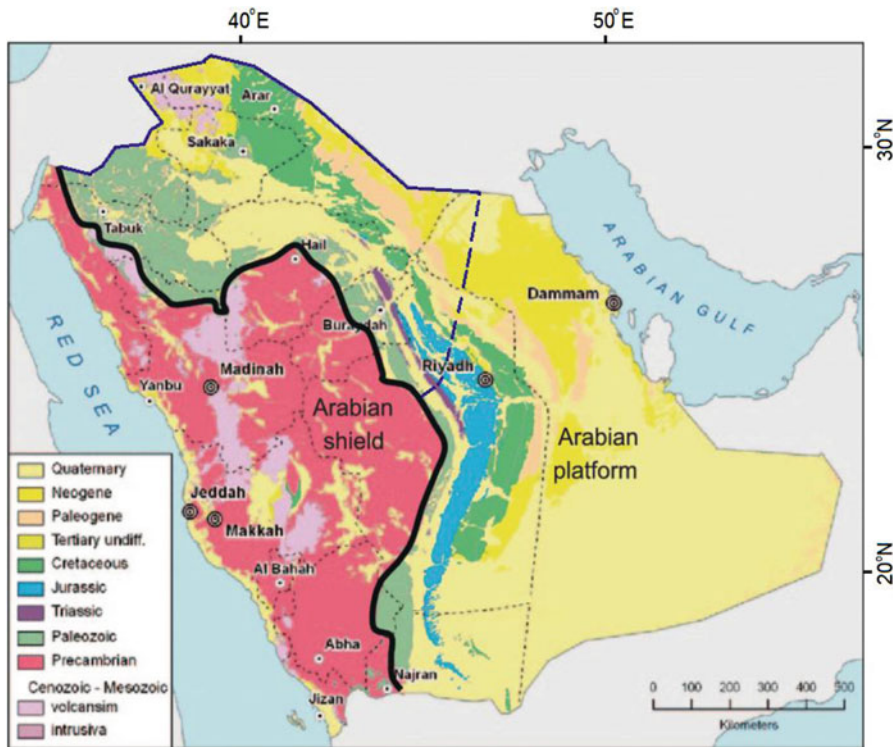 40°E
50°E
30°N
20°N
Al Qurayyat
Arar
Sakaka
Tabuk
Hail
Buraydah
Dammam
ARABIAN GULF
RED SEA
Madinah
Yanbu
Riyadh
Arabian
shield
Arabian
platform
Jeddah
Makkah
Al Bahah
Abha
Najran
Jizan
Quaternary
Neogene
Paleogene
Tertiary undiff.
Cretaceous
Jurassic
Triassic
Paleozoic
Precambrian
Cenozoic - Mesozoic
volcansim
intrusiva
0 100 200 300 400 500
Kilometers